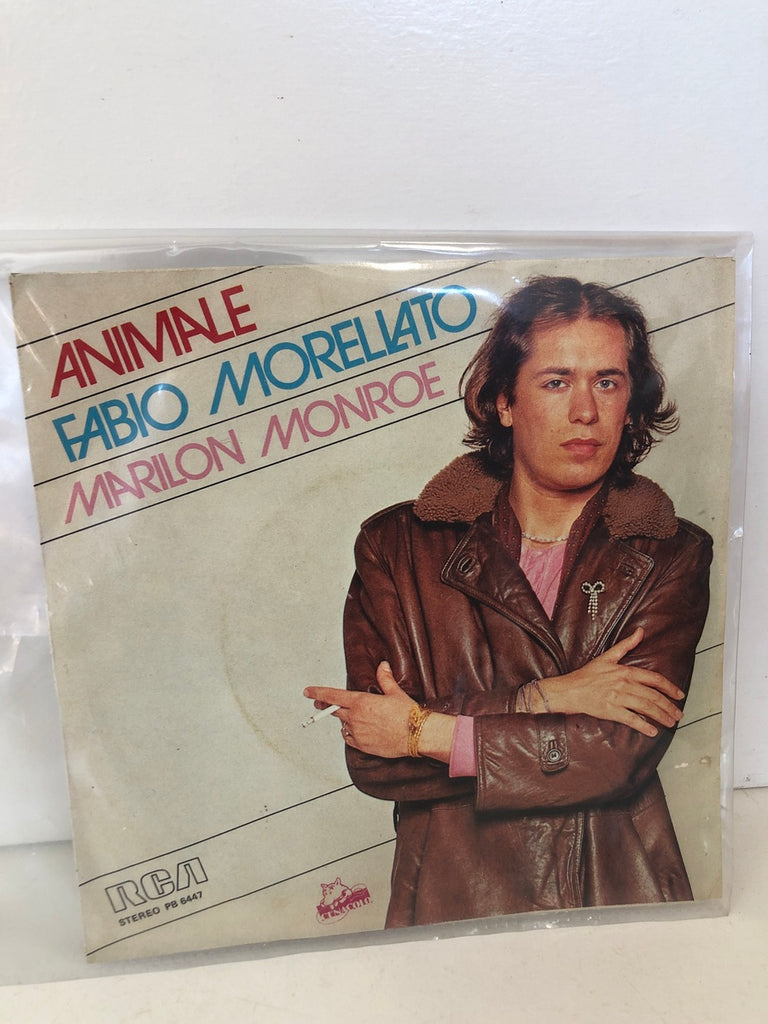 ANIMALE
FABIO MORELLATO
MARILON MONROE
RCA
STEREO PB 6447